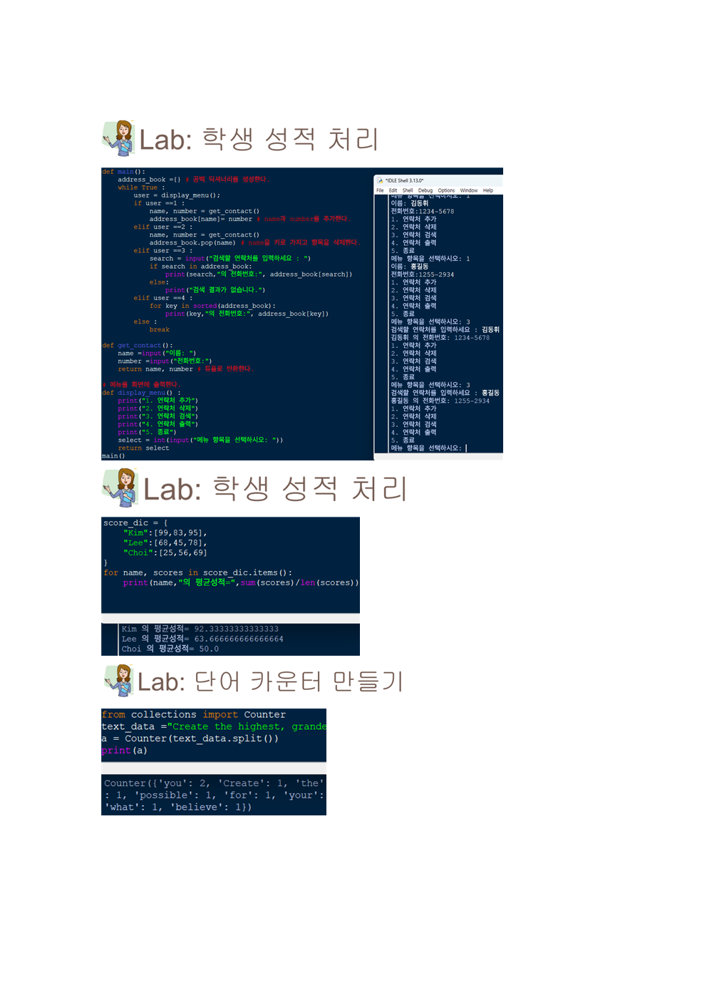 Lab: 학생 성적 처리
def main():
address_book ={} # 공백 딕셔너리를 생성한다.
while True :
user = display_menu();
if user ==1 :
name, number = get_contact()
address_book[name]= number # name과 number를 추가한다.
elif user ==2 :
name, number = get_contact()
address_book.pop(name) # name을 키로 가지고 항목을 삭제한다.
elif user ==3 :
search = input("검색할 연락처를 입력하세요 : ")
if search in address_book:
print(search,"의 전화번호:", address_book[search])
else:
print("검색 결과가 없습니다.")
elif user ==4 :
for key in sorted(address_book):
print(key,"의 전화번호:", address_book[key])
else :
break
def get_contact():
name =input("이름: ")
number =input("전화번호:")
return name, number # 튜플로 반환한다.
# 메뉴를 화면에 출력한다.
def display_menu() :
print("1. 연락처 추가")
print("2. 연락처 삭제")
print("3. 연락처 검색")
print("4. 연락처 출력")
print("5. 종료")
select = int(input("메뉴 항목을 선택하시오: "))
return select
main()
*IDLE Shell 3.13.0*
File Edit Shell Debug Options Window Help
메뉴 항목을 선택하시오: 1
이름: 김동휘
전화번호:1234-5678
1. 연락처 추가
2. 연락처 삭제
3. 연락처 검색
4. 연락처 출력
5. 종료
메뉴 항목을 선택하시오: 1
이름: 홍길동
전화번호:1255-2934
1. 연락처 추가
2. 연락처 삭제
3. 연락처 검색
4. 연락처 출력
5. 종료
메뉴 항목을 선택하시오: 3
검색할 연락처를 입력하세요 : 김동휘
김동휘 의 전화번호: 1234-5678
1. 연락처 추가
2. 연락처 삭제
3. 연락처 검색
4. 연락처 출력
5. 종료
메뉴 항목을 선택하시오: 3
검색할 연락처를 입력하세요 : 홍길동
홍길동 의 전화번호: 1255-2934
1. 연락처 추가
2. 연락처 삭제
3. 연락처 검색
4. 연락처 출력
5. 종료
메뉴 항목을 선택하시오:
Lab: 학생 성적 처리
score_dic = {
"Kim":[99,83,95],
"Lee":[68,45,78],
"Choi":[25,56,69]
}
for name, scores in score_dic.items():
print(name,"의 평균성적=",sum(scores)/len(scores))
Kim 의 평균성적= 92.33333333333333
Lee 의 평균성적= 63.666666666666664
Choi 의 평균성적= 50.0
Lab: 단어 카운터 만들기
from collections import Counter
text_data ="Create the highest, grande
a = Counter(text_data.split())
print(a)
Counter({'you': 2, 'Create': 1, 'the'
: 1, 'possible': 1, 'for': 1, 'your':
'what': 1, 'believe': 1})